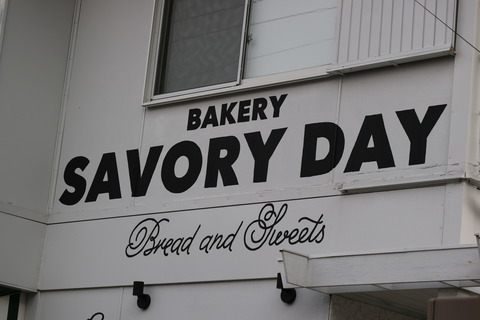 BAKERY
SAVORY DAY
Bread and Sweets